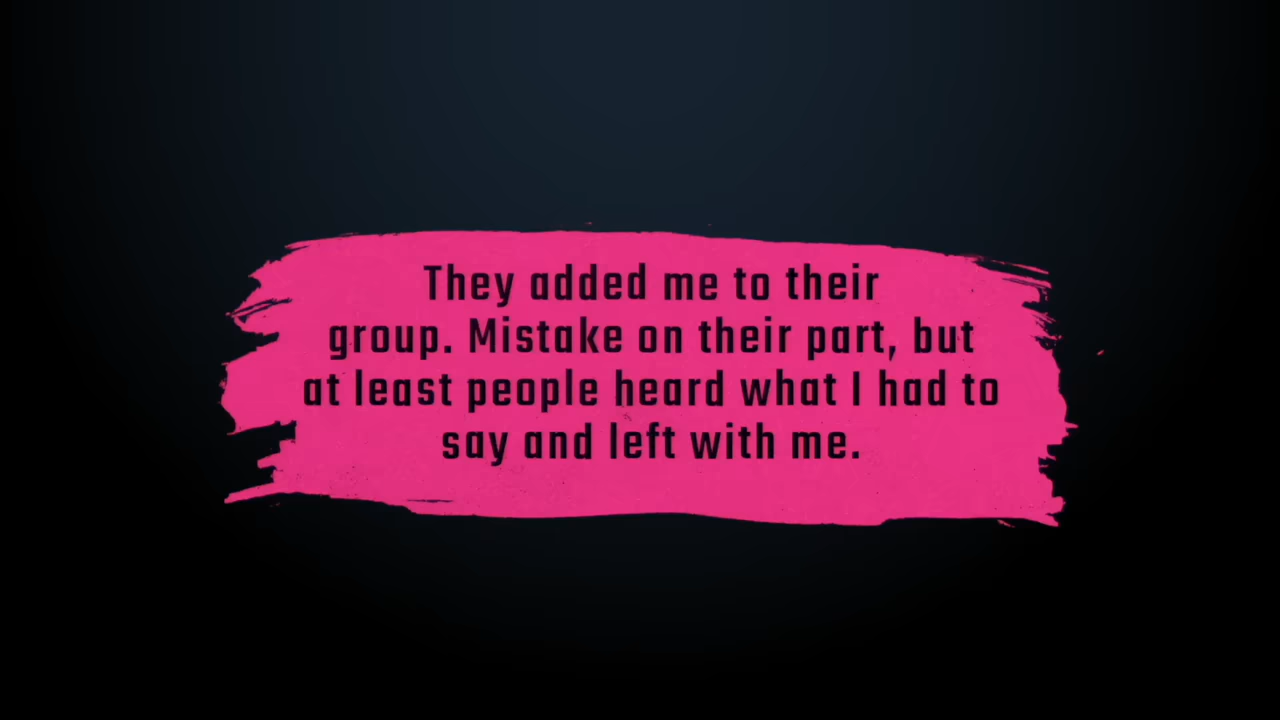 They added me to their
group. Mistake on their part, but
at least people heard what I had to
say and left with me.